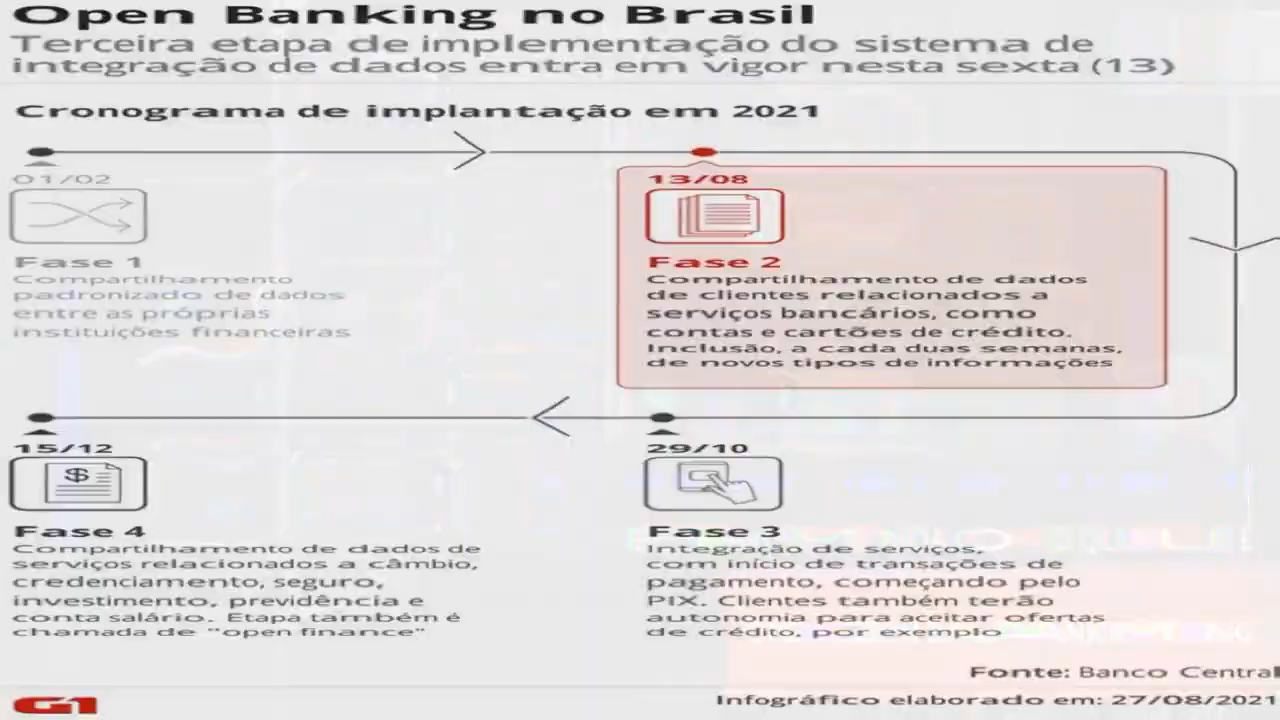 Open Banking no Brasil
Terceira etapa de implementação do sistema de
integração de dados entra em vigor nesta sexta (13)
Cronograma de implantação em 2021
01/02
Fase 1
Compartilhamento
padronizado de dados
entre as próprias
instituições financeiras
13/08
Fase 2
Compartilhamento de dados
de clientes relacionados a
serviços bancários, como
contas e cartões de crédito.
Inclusão, a cada duas semanas,
de novos tipos de informações
29/10
Fase 3
Integração de serviços,
com início de transações de
pagamento, começando pelo
PIX. Clientes também terão
autonomia para aceitar ofertas
de crédito, por exemplo
15/12
$
Fase 4
Compartilhamento de dados de
serviços relacionados a câmbio,
credenciamento, seguro,
investimento, previdência e
conta salário. Etapa também é
chamada de "open finance"
Fonte: Banco Central
G1
Infográfico elaborado em: 27/08/2021